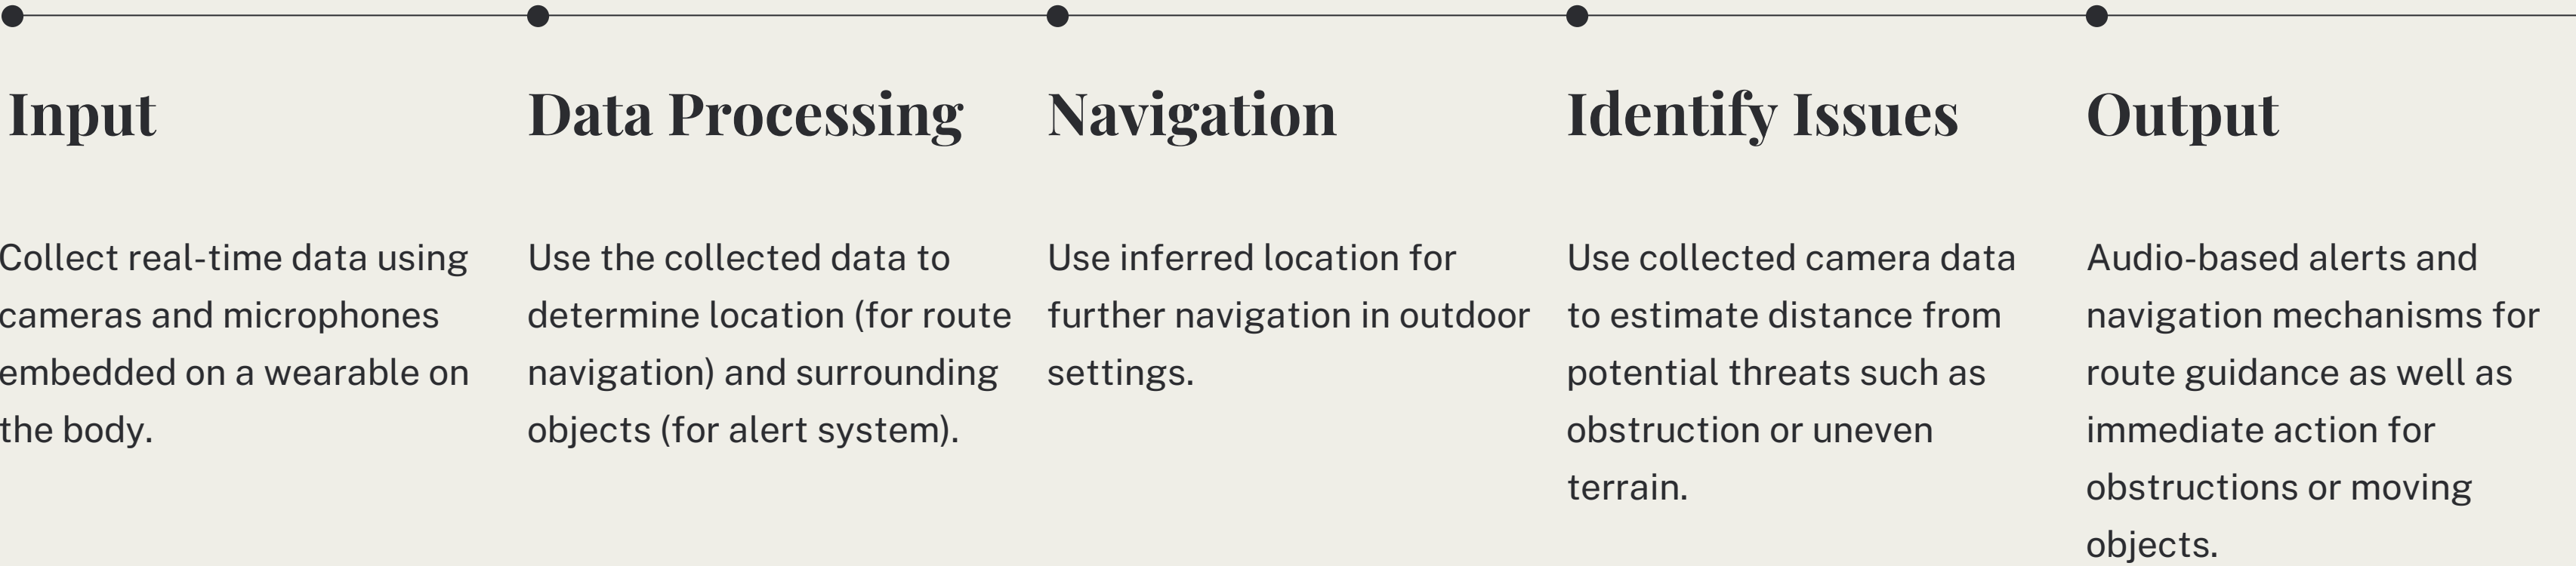 Input
Collect real-time data using
cameras and microphones
embedded on a wearable on
the body.
Data Processing
Use the collected data to
determine location (for route
navigation) and surrounding
objects (for alert system).
Navigation
Use inferred location for
further navigation in outdoor
settings.
Identify Issues
Use collected camera data
to estimate distance from
potential threats such as
obstruction or uneven
terrain.
Output
Audio-based alerts and
navigation mechanisms for
route guidance as well as
immediate action for
obstructions or moving
objects.